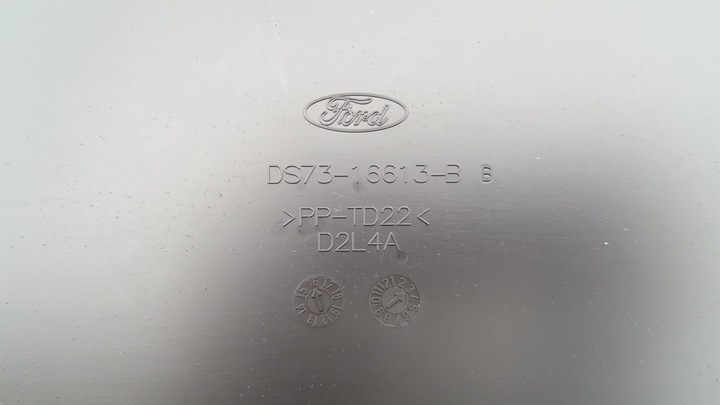 Ford
DS73-16613-B B
>PP-TD22<
D2L4A